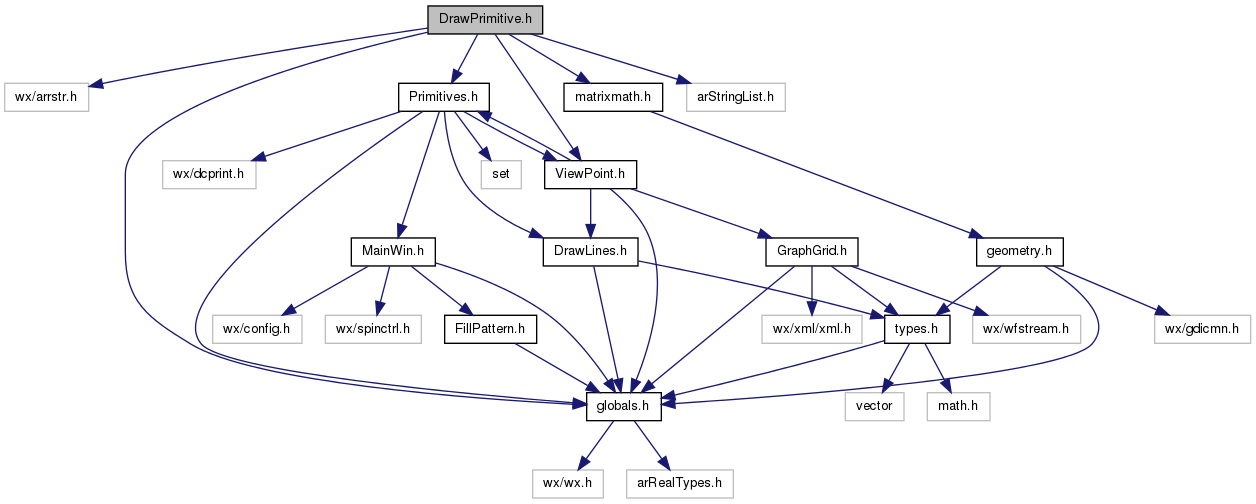 DrawPrimitive.h
wx/arrstr.h
Primitives.h
matrixmath.h
arStringList.h
wx/dcprint.h
set
ViewPoint.h
MainWin.h
DrawLines.h
GraphGrid.h
geometry.h
wx/config.h
wx/spinctrl.h
FillPattern.h
wx/xml/xml.h
types.h
wx/wfstream.h
wx/gdicmn.h
globals.h
vector
math.h
wx/wx.h
arRealTypes.h